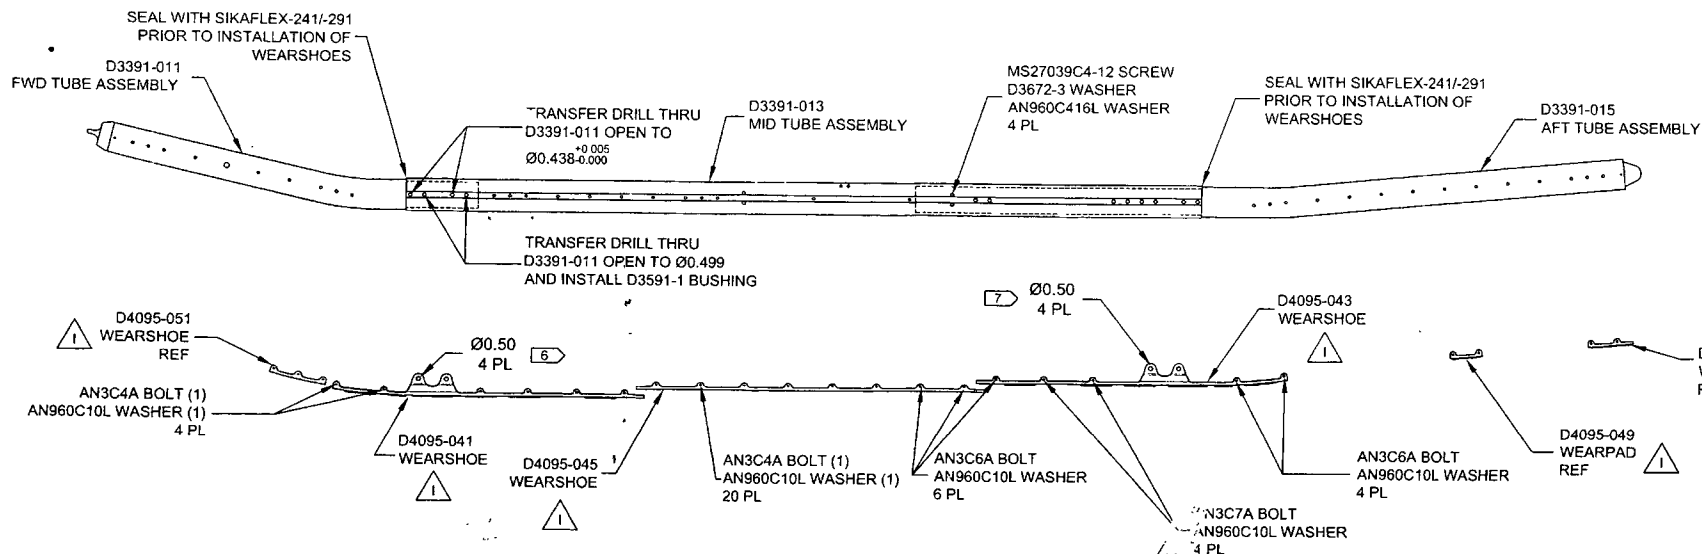 SEAL WITH SIKAFLEX-241/-291
PRIOR TO INSTALLATION OF
WEARSHOES
D3391-011
FWD TUBE ASSEMBLY
TRANSFER DRILL THRU
D3391-011 OPEN TO
Ø0.438 +0.005 -0.000
D3391-013
MID TUBE ASSEMBLY
MS27039C4-12 SCREW
D3672-3 WASHER
AN960C416L WASHER
4 PL
SEAL WITH SIKAFLEX-241/-291
PRIOR TO INSTALLATION OF
WEARSHOES
D3391-015
AFT TUBE ASSEMBLY
TRANSFER DRILL THRU
D3391-011 OPEN TO Ø0.499
AND INSTALL D3591-1 BUSHING
D4095-051
WEARSHOE
REF
1
Ø0.50
4 PL
6
7
Ø0.50
4 PL
D4095-043
WEARSHOE
1
AN3C4A BOLT (1)
AN960C10L WASHER (1)
4 PL
D4095-041
WEARSHOE
1
D4095-045
WEARSHOE
1
AN3C4A BOLT (1)
AN960C10L WASHER (1)
20 PL
AN3C6A BOLT
AN960C10L WASHER
6 PL
AN3C7A BOLT
AN960C10L WASHER
4 PL
AN3C6A BOLT
AN960C10L WASHER
4 PL
D4095-049
WEARPAD
REF
1